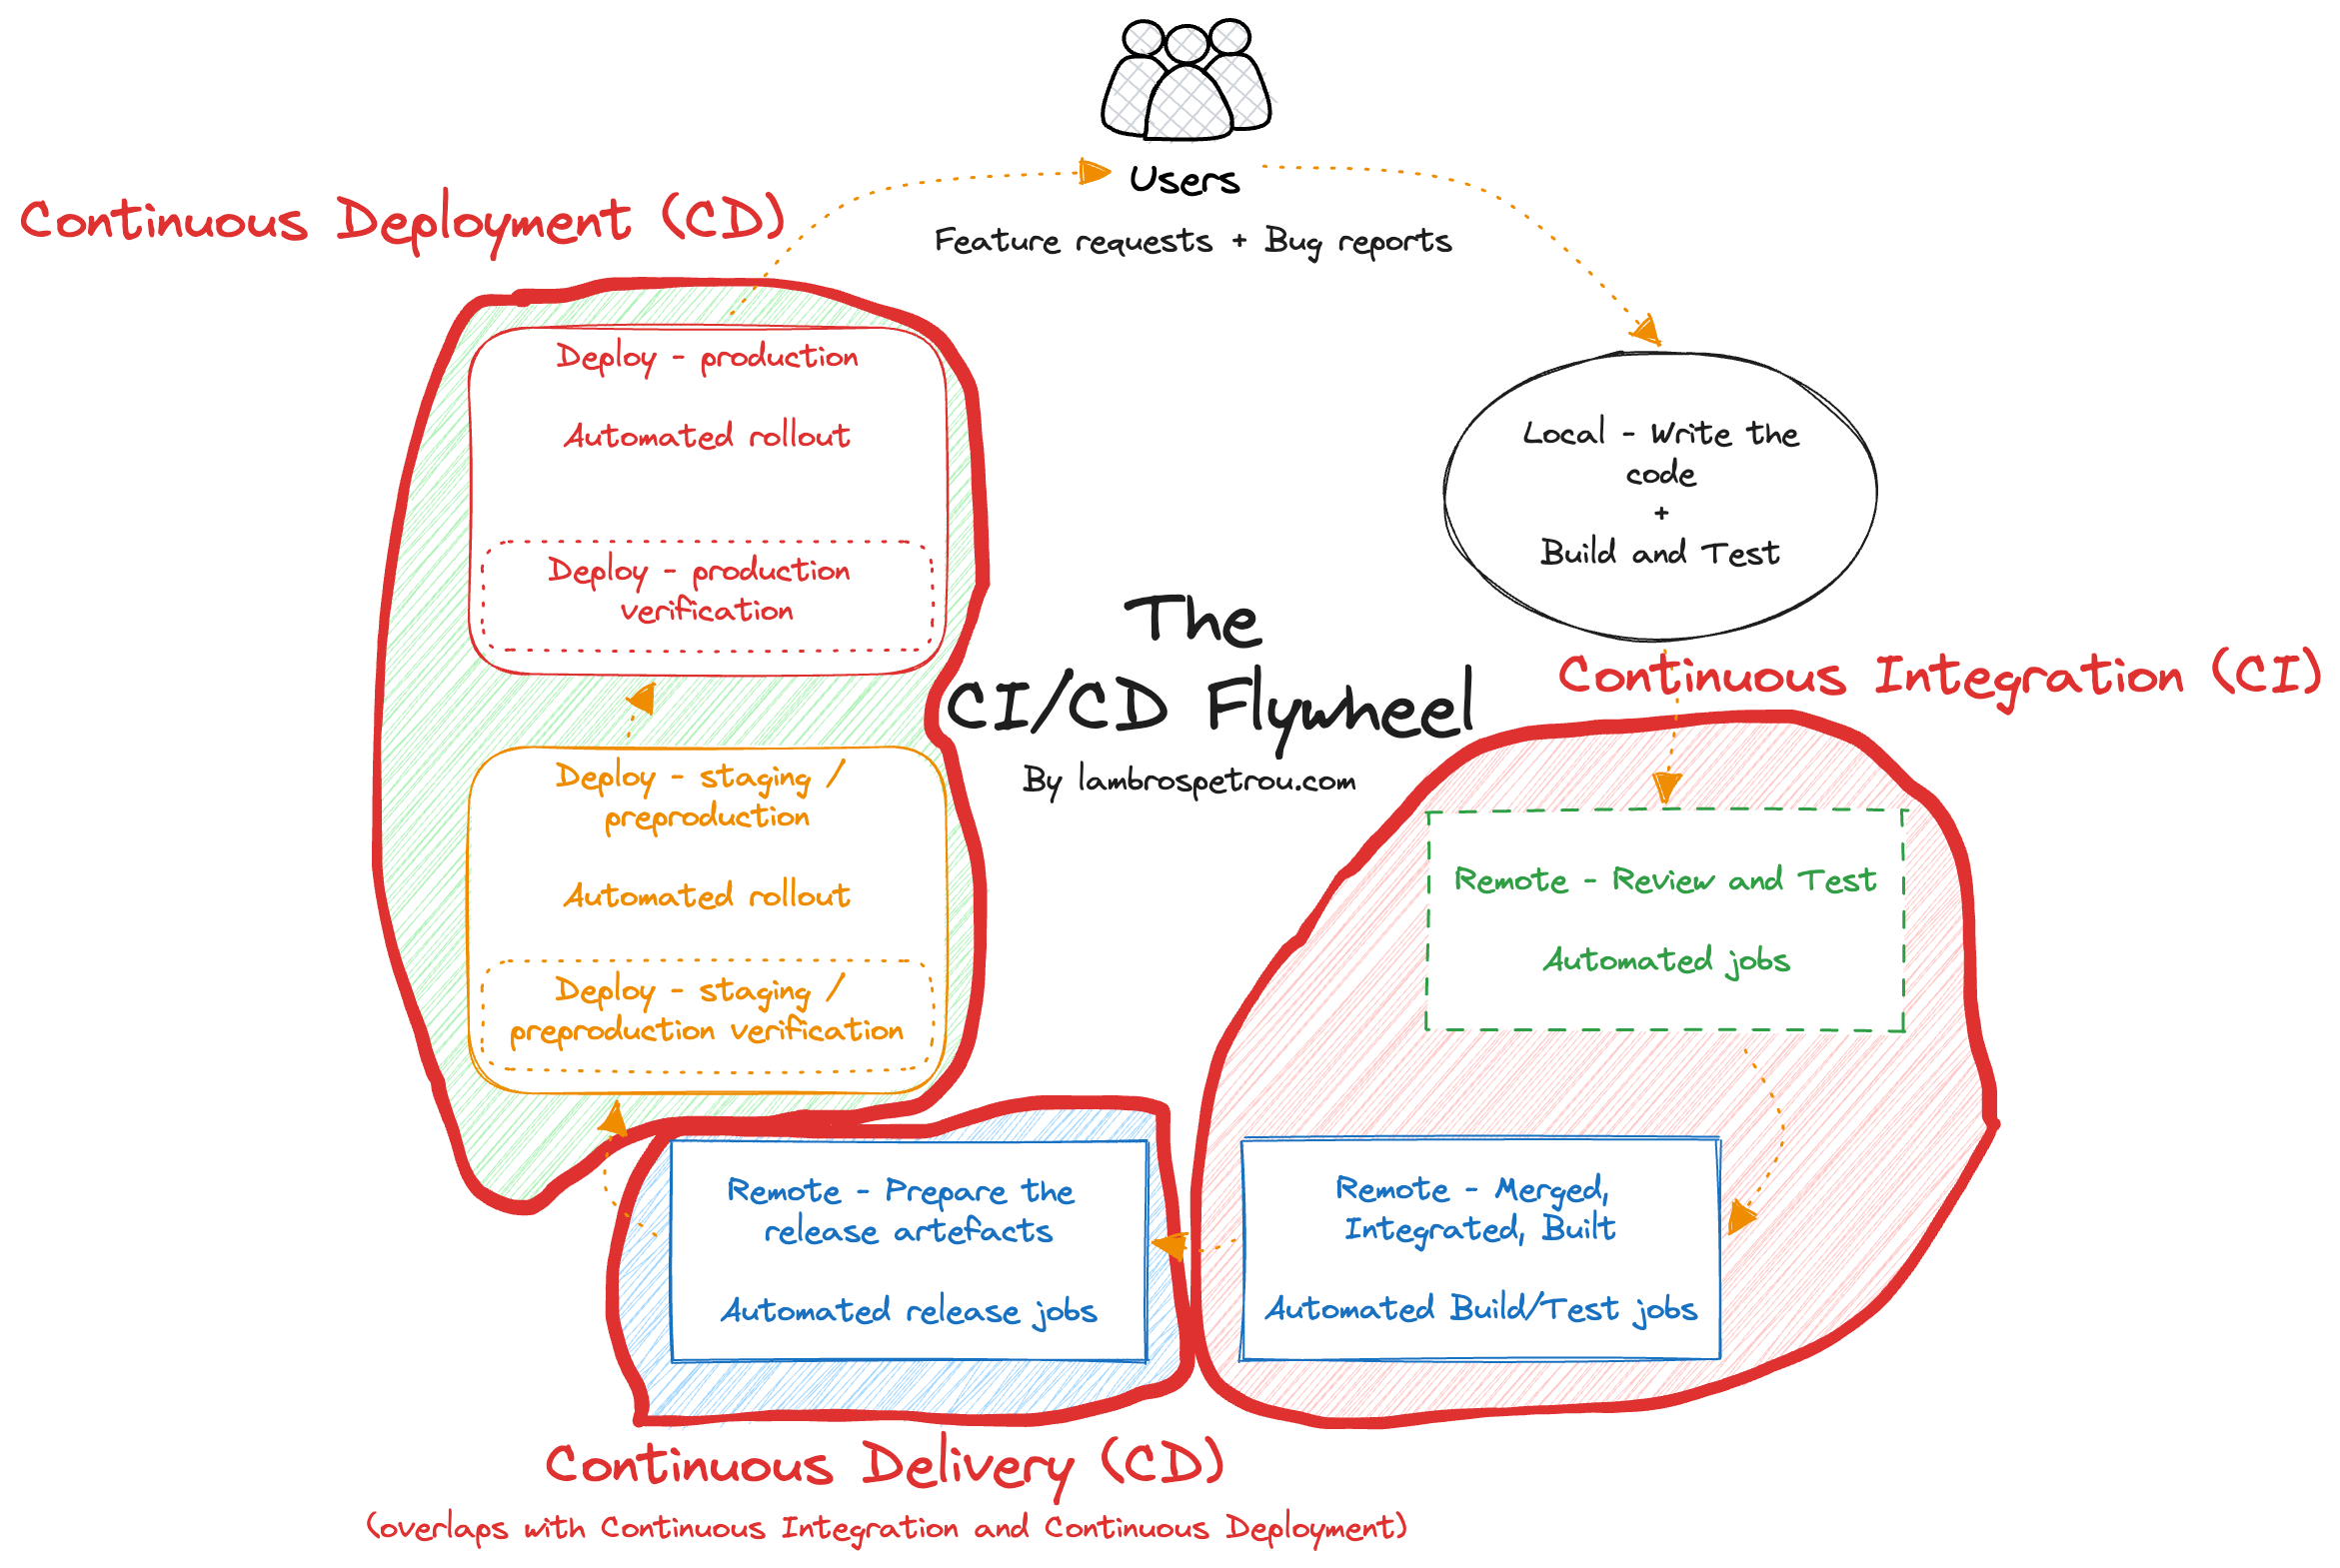 Users
Feature requests + Bug reports
Continuous Deployment (CD)
Deploy - production
Automated rollout
Deploy - production
verification
Local - Write the
code
+
Build and Test
The
CI/CD Flywheel
By lambrospetrou.com
Continuous Integration (CI)
Deploy - staging /
preproduction
Automated rollout
Deploy - staging /
preproduction verification
Remote - Review and Test
Automated jobs
Remote - Prepare the
release artefacts
Automated release jobs
Remote - Merged,
Integrated, Built
Automated Build/Test jobs
Continuous Delivery (CD)
(overlaps with Continuous Integration and Continuous Deployment)